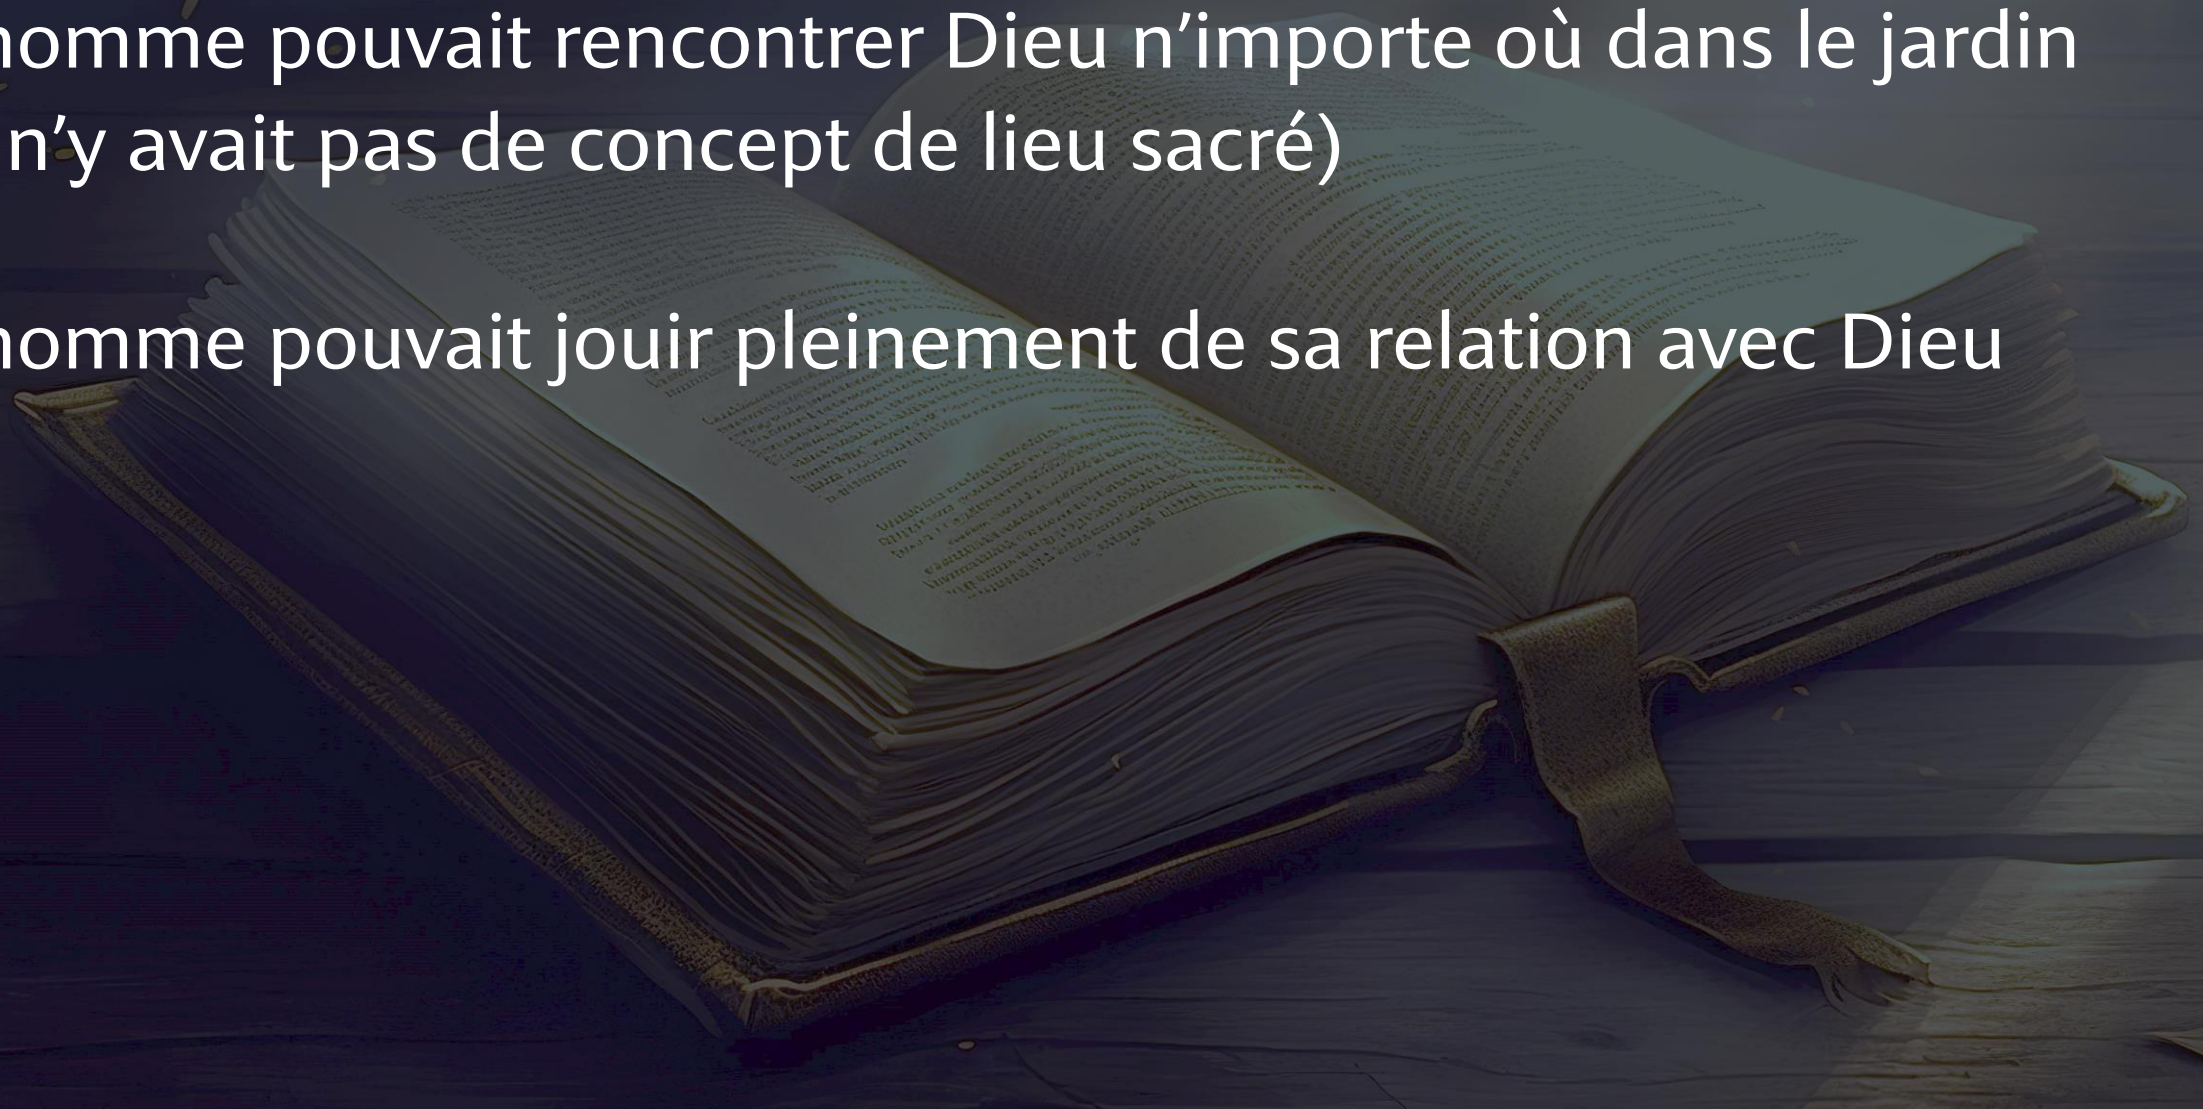 homme pouvait rencontrer Dieu n’importe où dans le jardin
n’y avait pas de concept de lieu sacré)
homme pouvait jouir pleinement de sa relation avec Dieu